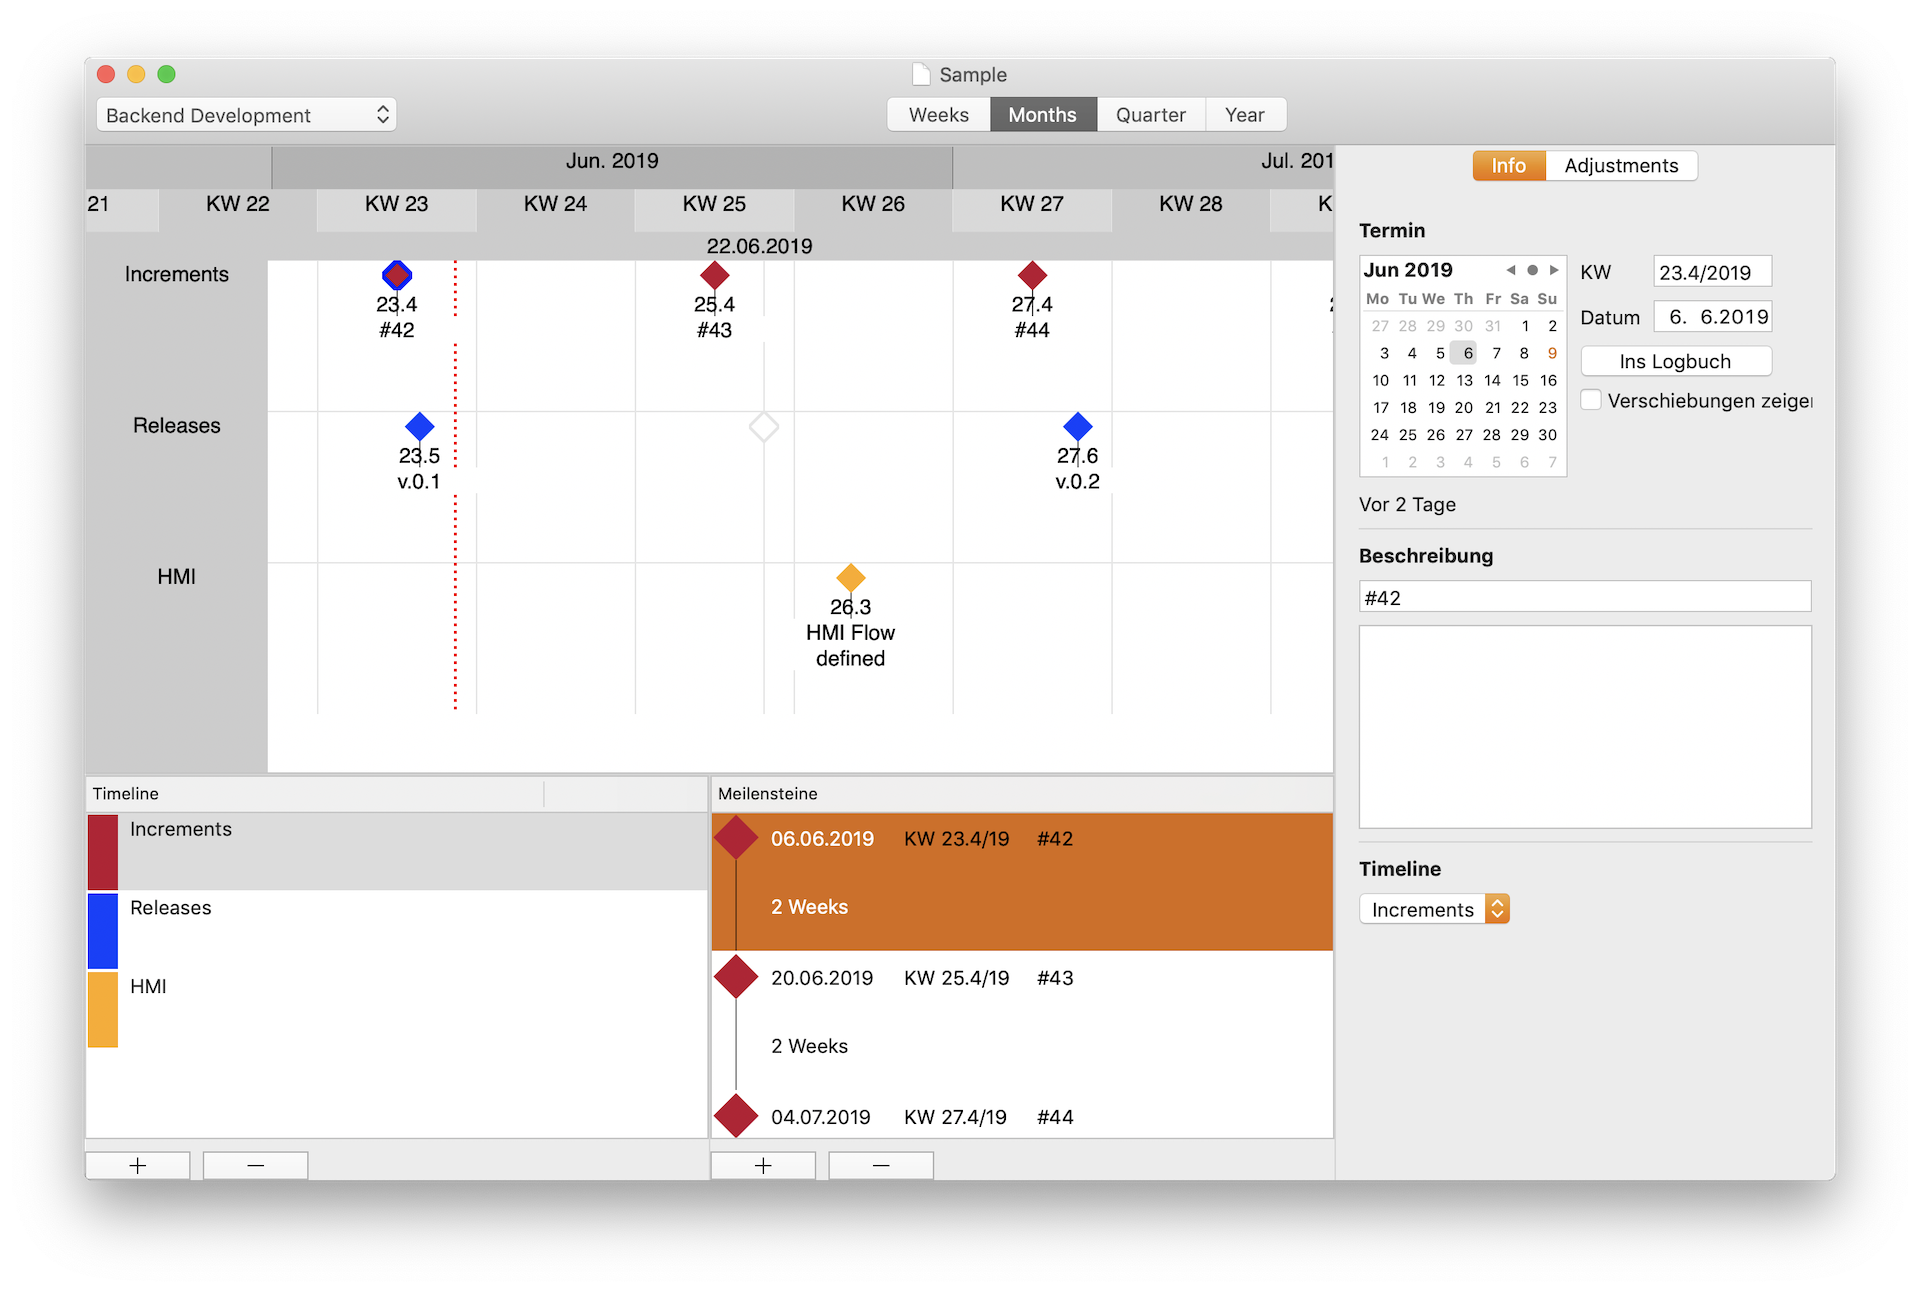 Sample
Backend Development
Weeks Months Quarter Year
Jun. 2019 Jul. 201
21 KW 22 KW 23 KW 24 KW 25 KW 26 KW 27 KW 28 K
22.06.2019
Increments
23.4
#42
25.4
#43
27.4
#44
Releases
23.5
v.0.1
27.6
v.0.2
HMI
26.3
HMI Flow
defined
Timeline
Increments
Releases
HMI
+ −
Meilensteine
06.06.2019 KW 23.4/19 #42
2 Weeks
20.06.2019 KW 25.4/19 #43
2 Weeks
04.07.2019 KW 27.4/19 #44
+ −
Info Adjustments
Termin
Jun 2019
Mo Tu We Th Fr Sa Su
27 28 29 30 31 1 2
3 4 5 6 7 8 9
10 11 12 13 14 15 16
17 18 19 20 21 22 23
24 25 26 27 28 29 30
1 2 3 4 5 6 7
KW 23.4/2019
Datum 6. 6.2019
Ins Logbuch
Verschiebungen zeiger
Vor 2 Tage
Beschreibung
#42
Timeline
Increments